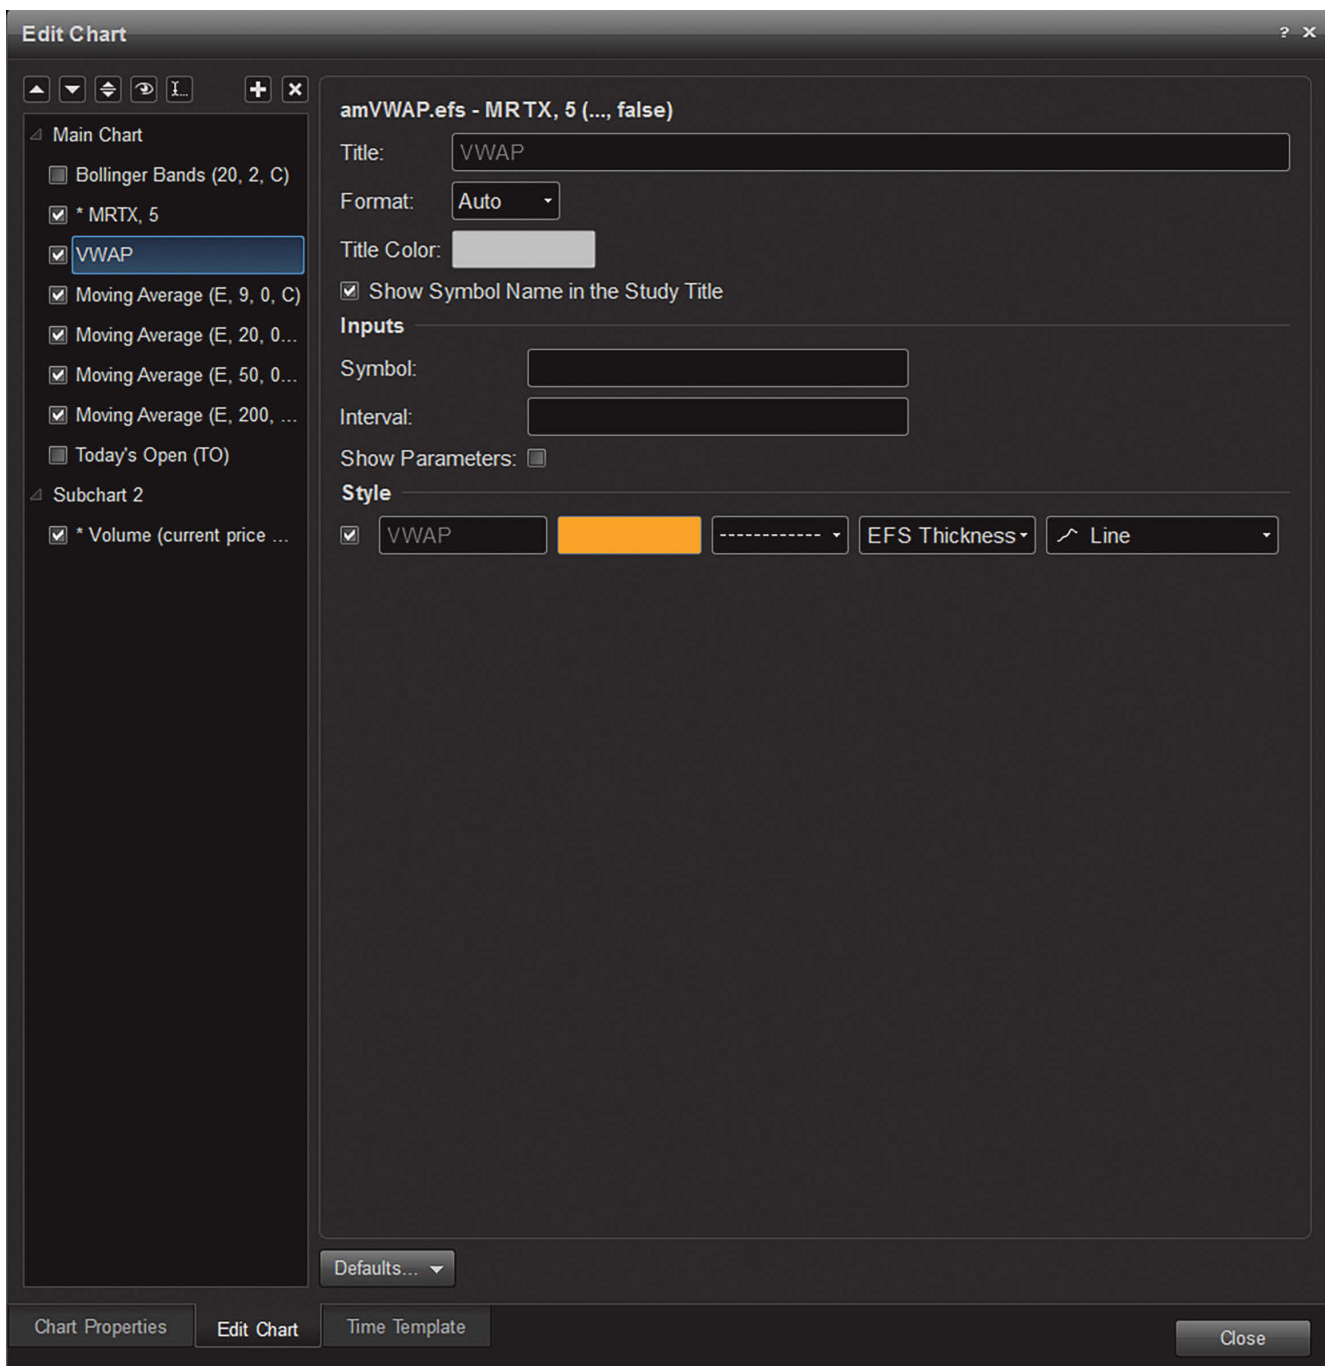 Edit Chart
? X
Main Chart
Bollinger Bands (20, 2, C)
* MRTX, 5
VWAP
Moving Average (E, 9, 0, C)
Moving Average (E, 20, 0...
Moving Average (E, 50, 0...
Moving Average (E, 200, ...
Today's Open (TO)
Subchart 2
* Volume (current price ...
amVWAP.efs - MRTX, 5 (..., false)
Title: VWAP
Format: Auto
Title Color:
Show Symbol Name in the Study Title
Inputs
Symbol:
Interval:
Show Parameters:
Style
VWAP EFS Thickness Line
Defaults...
Chart Properties Edit Chart Time Template
Close